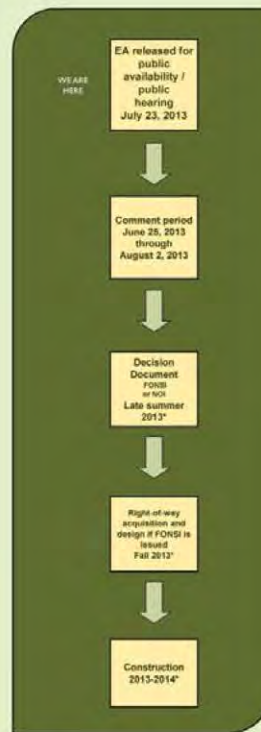 WE ARE
HERE
EA released for
public
availability /
public
hearing
July 23, 2013
Comment period
June 25, 2013
through
August 2, 2013
Decision
Document
FONSI
or NOI
Late summer
2013*
Right-of-way
acquisition and
design if FONSI is
issued
Fall 2013*
Construction
2013-2014*